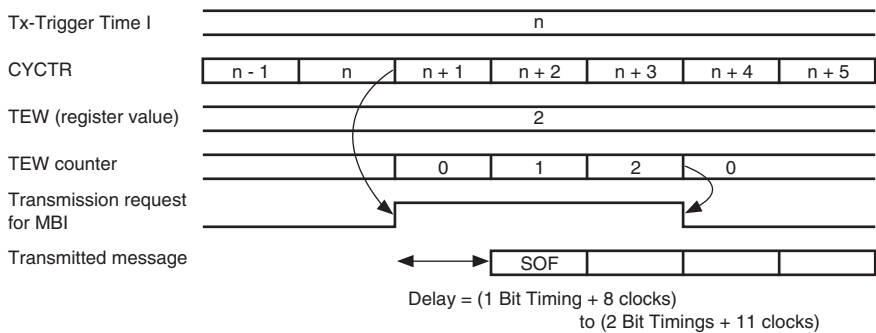 Tx-Trigger Time I
n
CYCTR
n - 1 n n + 1 n + 2 n + 3 n + 4 n + 5
TEW (register value)
2
TEW counter
0 1 2 0
Transmission request
for MBI
Transmitted message
SOF
Delay = (1 Bit Timing + 8 clocks)
to (2 Bit Timings + 11 clocks)